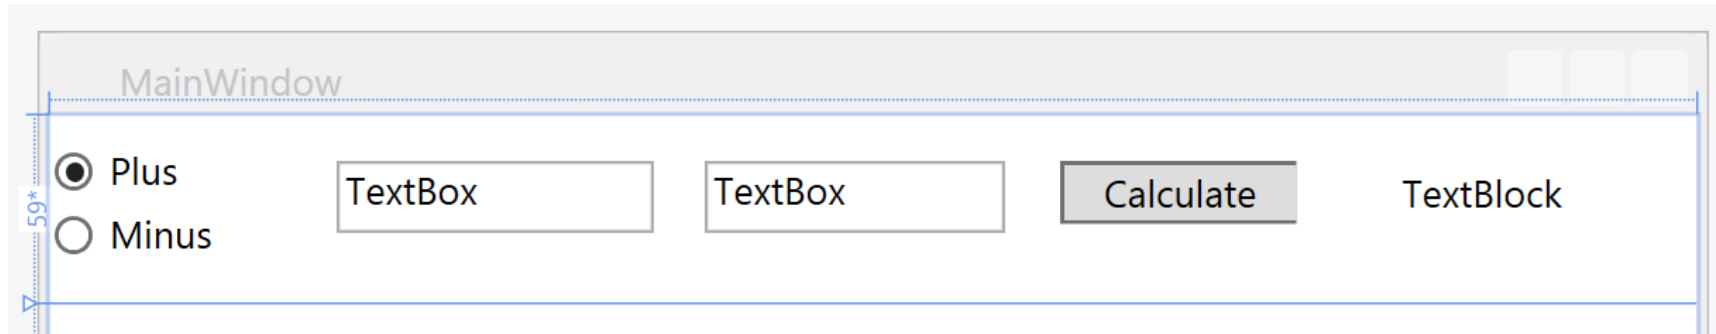 MainWindow
Plus
TextBox
TextBox
Calculate
TextBlock
Minus
59*